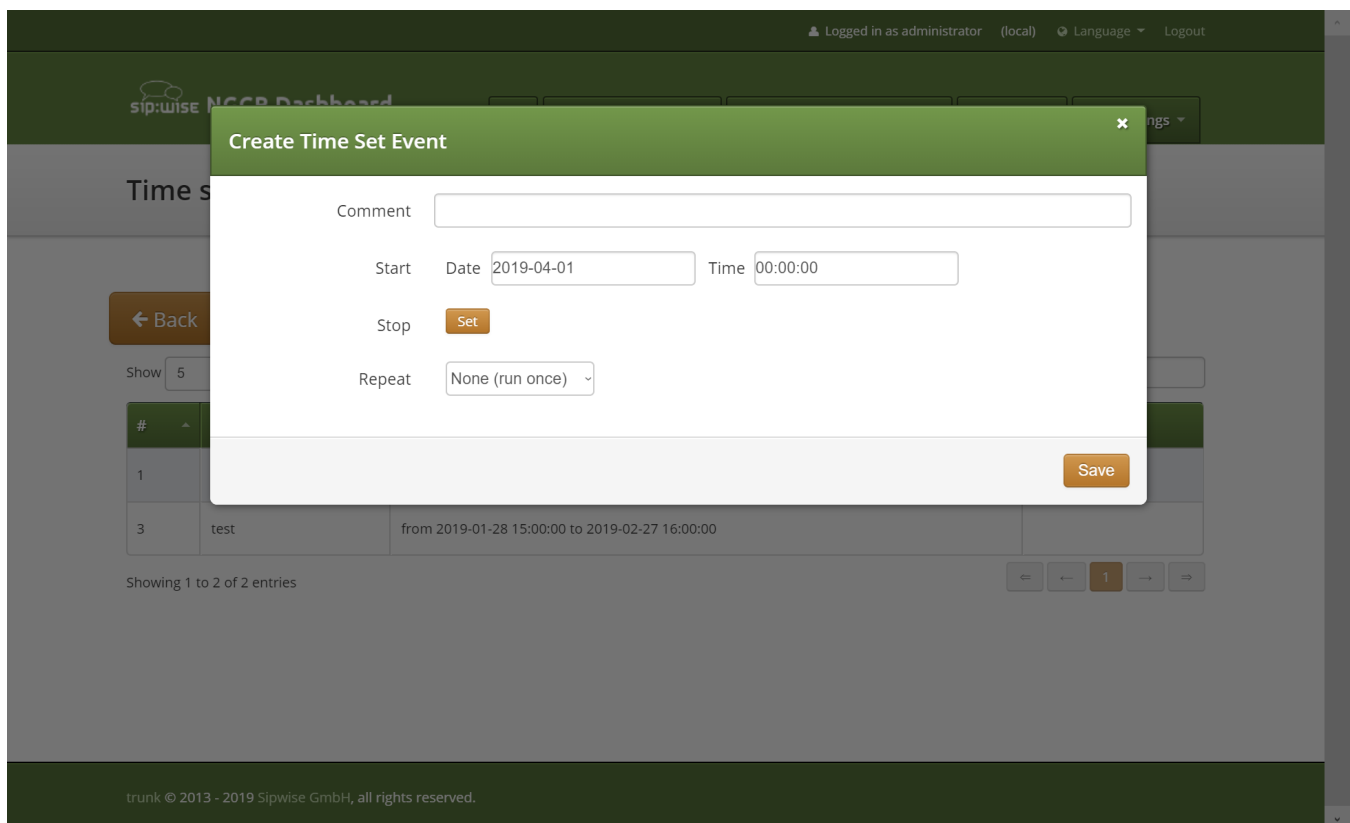 Logged in as administrator (local) Language Logout
sip:wise NGCP Dashboard
ngs
Create Time Set Event
Time s
Comment
Start Date 2019-04-01 Time 00:00:00
Back
Stop Set
Show 5
Repeat None (run once)
#
1
Save
3 test from 2019-01-28 15:00:00 to 2019-02-27 16:00:00
Showing 1 to 2 of 2 entries
⇐ ← 1 → ⇒
trunk © 2013 - 2019 Sipwise GmbH, all rights reserved.